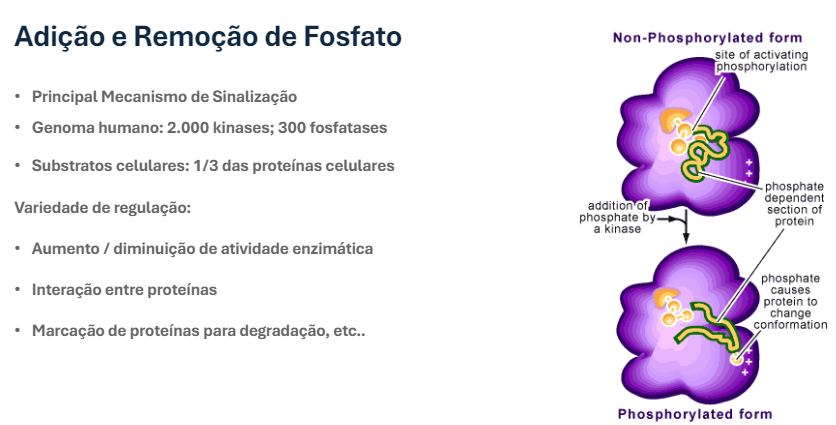 Adição e Remoção de Fosfato
• Principal Mecanismo de Sinalização
• Genoma humano: 2.000 kinases; 300 fosfatases
• Substratos celulares: 1/3 das proteínas celulares
Variedade de regulação:
• Aumento / diminuição de atividade enzimática
• Interação entre proteínas
• Marcação de proteínas para degradação, etc..
Non-Phosphorylated form
site of activating
phosphorylation
+
+
phosphate
dependent
section of
protein
addition of
phosphate by
a kinase
phosphate
causes
protein to
change
conformation
+
+
+
Phosphorylated form